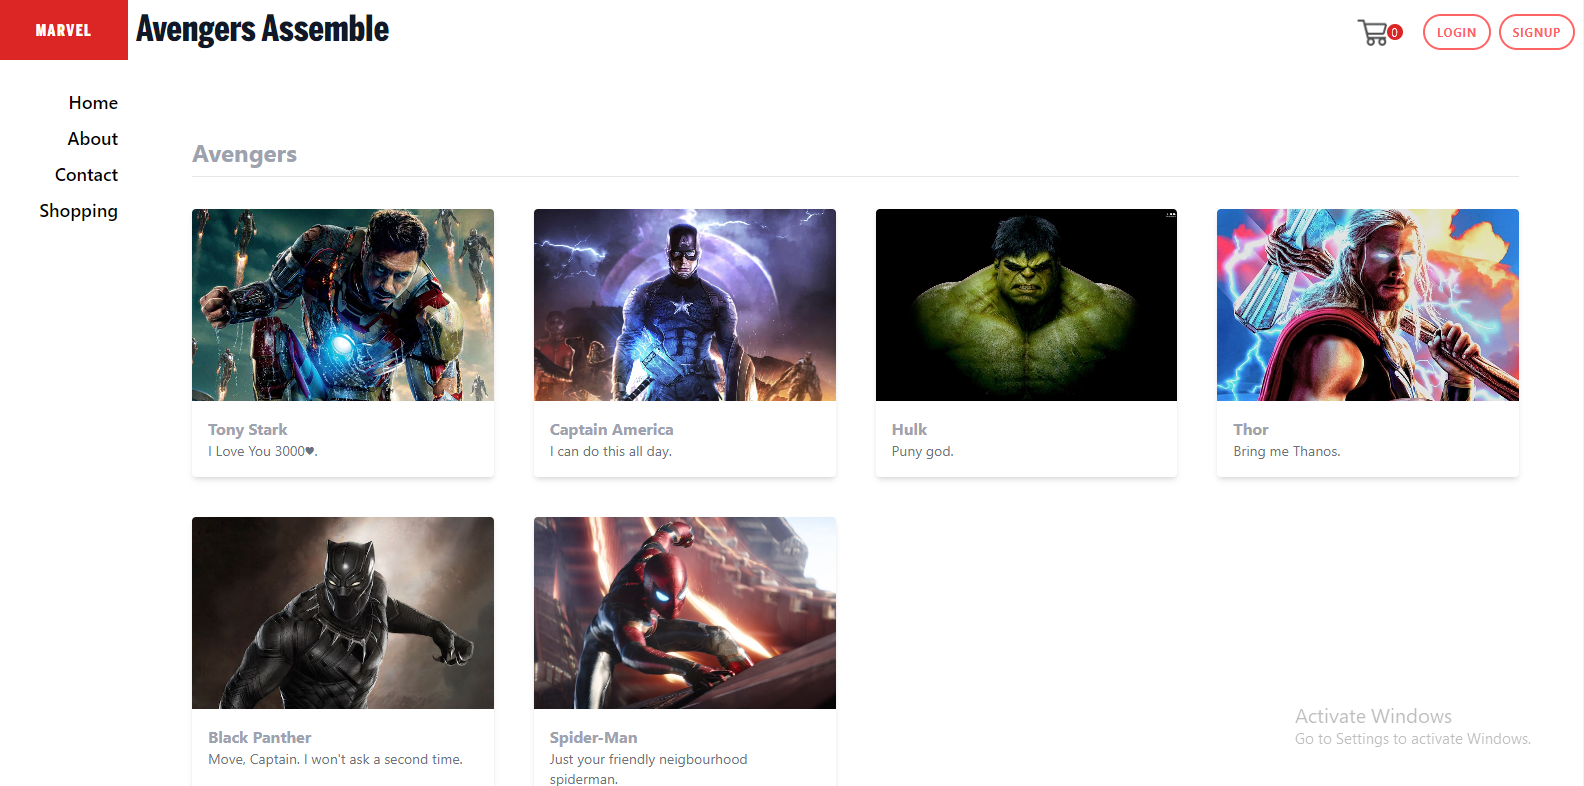 MARVEL
Avengers Assemble
0
LOGIN
SIGNUP
Home
About
Contact
Shopping
Avengers
Tony Stark
I Love You 3000♥.
Captain America
I can do this all day.
Hulk
Puny god.
Thor
Bring me Thanos.
Black Panther
Move, Captain. I won't ask a second time.
Spider-Man
Just your friendly neigbourhood
spiderman.
Activate Windows
Go to Settings to activate Windows.